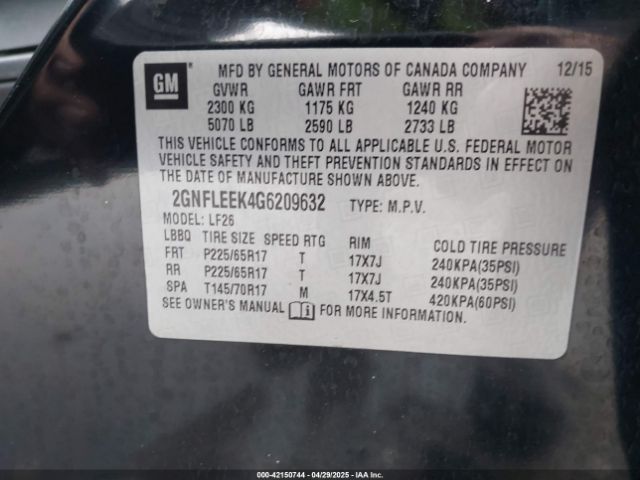 GM
MFD BY GENERAL MOTORS OF CANADA COMPANY 12/15
GVWR GAWR FRT GAWR RR
2300 KG 1175 KG 1240 KG
5070 LB 2590 LB 2733 LB
THIS VEHICLE CONFORMS TO ALL APPLICABLE U.S. FEDERAL MOTOR
VEHICLE SAFETY AND THEFT PREVENTION STANDARDS IN EFFECT ON
THE DATE OF MANUFACTURE SHOWN ABOVE.
2GNFLEEK4G6209632 TYPE: M.P.V.
MODEL: LF26
LBBQ TIRE SIZE SPEED RTG RIM COLD TIRE PRESSURE
FRT P225/65R17 T 17X7J 240KPA(35PSI)
RR P225/65R17 T 17X7J 240KPA(35PSI)
SPA T145/70R17 M 17X4.5T 420KPA(60PSI)
SEE OWNER'S MANUAL i FOR MORE INFORMATION.
000-42150744 | 04/29/2025 | IAAI.com